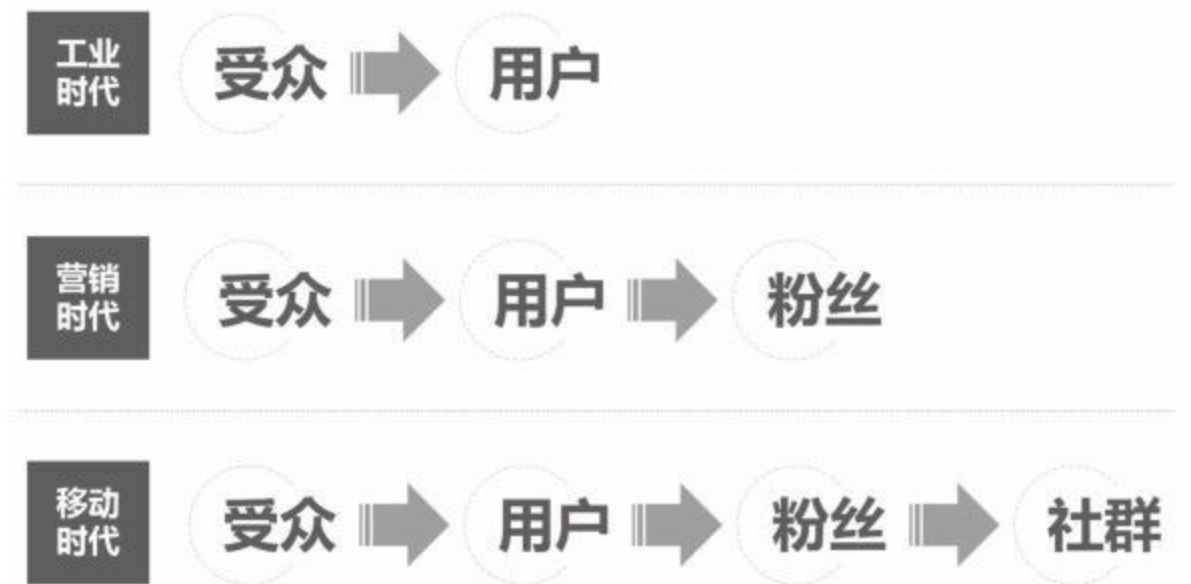 工业
时代
受众 用户
营销
时代
受众 用户 粉丝
移动
时代
受众 用户 粉丝 社群